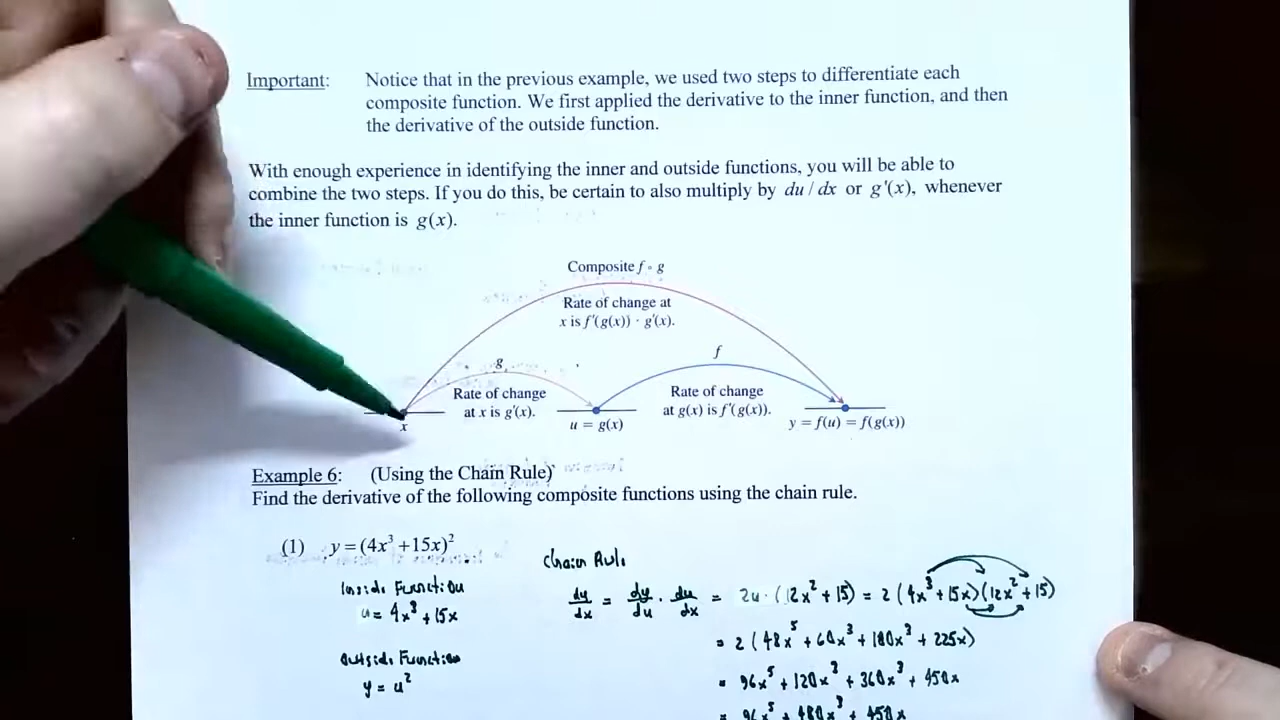 Important: Notice that in the previous example, we used two steps to differentiate each
composite function. We first applied the derivative to the inner function, and then
the derivative of the outside function.
With enough experience in identifying the inner and outside functions, you will be able to
combine the two steps. If you do this, be certain to also multiply by du / dx or g'(x), whenever
the inner function is g(x).
Composite f ∘ g
Rate of change at
x is f'(g(x)) · g'(x).
g
f
Rate of change
at x is g'(x).
Rate of change
at g(x) is f'(g(x)).
x
u = g(x)
y = f(u) = f(g(x))
Example 6: (Using the Chain Rule)
Find the derivative of the following composite functions using the chain rule.
(1) y = (4x³ + 15x)²
Inside Function
u = 4x³ + 15x
Outside Function
y = u²
Chain Rule
dy/dx = dy/du · du/dx = 2u · (12x² + 15) = 2(4x³ + 15x)(12x² + 15)
= 2(48x⁵ + 60x³ + 180x³ + 225x)
= 96x⁵ + 120x³ + 360x³ + 450x
= 96x⁵ + 480x³ + 450x